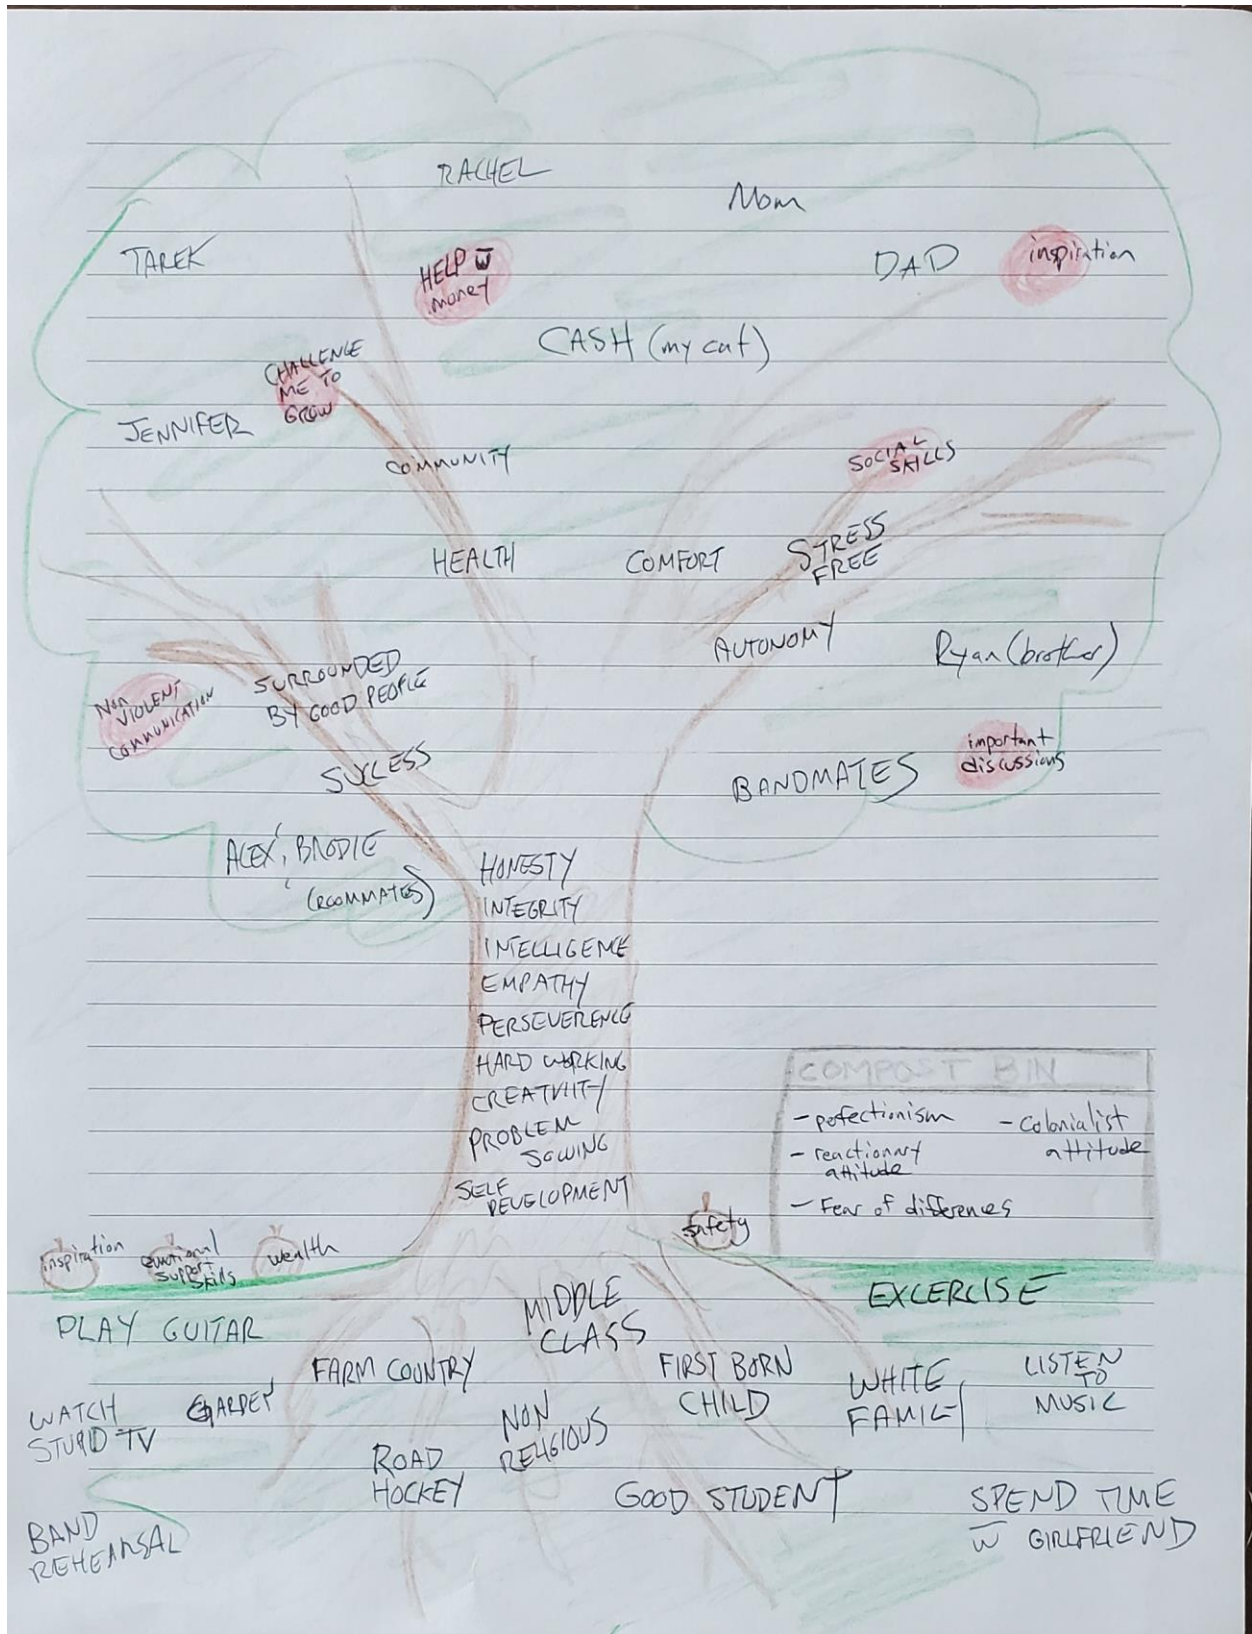 RACHEL
Mom
TAREK
HELP w̄
money
DAD
inspiration
CASH (my cat)
CHALLENGE
ME TO
GROW
JENNIFER
COMMUNITY
SOCIAL
SKILLS
HEALTH
COMFORT
STRESS
FREE
AUTONOMY
Ryan (brother)
SURROUNDED
BY GOOD PEOPLE
NON
VIOLENT
COMMUNICATION
SUCCESS
BANDMATES
important
discussions
ALEX, BRODIE
(ROOMMATES)
HONESTY
INTEGRITY
INTELLIGENCE
EMPATHY
PERSEVERENCE
HARD WORKING
CREATIVITY
PROBLEM
SOLVING
SELF
DEVELOPMENT
COMPOST BIN
- perfectionism
- colonialist
attitude
- reactionary
attitude
- Fear of differences
safety
inspiration
emotional
support
skills
wealth
EXCERCISE
PLAY GUITAR
MIDDLE
CLASS
FARM COUNTRY
FIRST BORN
CHILD
WHITE
FAMILY
LISTEN
TO
MUSIC
WATCH
STUPID TV
GARDEN
NON
RELIGIOUS
ROAD
HOCKEY
GOOD STUDENT
SPEND TIME
w̄ GIRLFRIEND
BAND
REHEARSAL